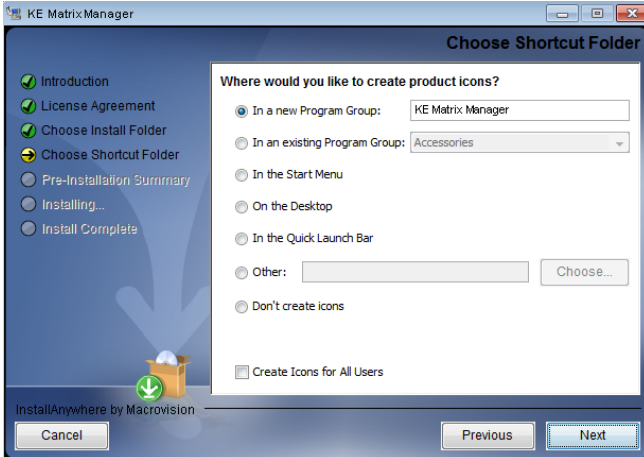 KE MatrixManager
Choose Shortcut Folder
Introduction
License Agreement
Choose Install Folder
Choose Shortcut Folder
Pre-Installation Summary
Installing...
Install Complete
Where would you like to create product icons?
In a new Program Group: KE Matrix Manager
In an existing Program Group: Accessories
In the Start Menu
On the Desktop
In the Quick Launch Bar
Other: Choose...
Don't create icons
Create Icons for All Users
InstallAnywhere by Macrovision
Cancel Previous Next